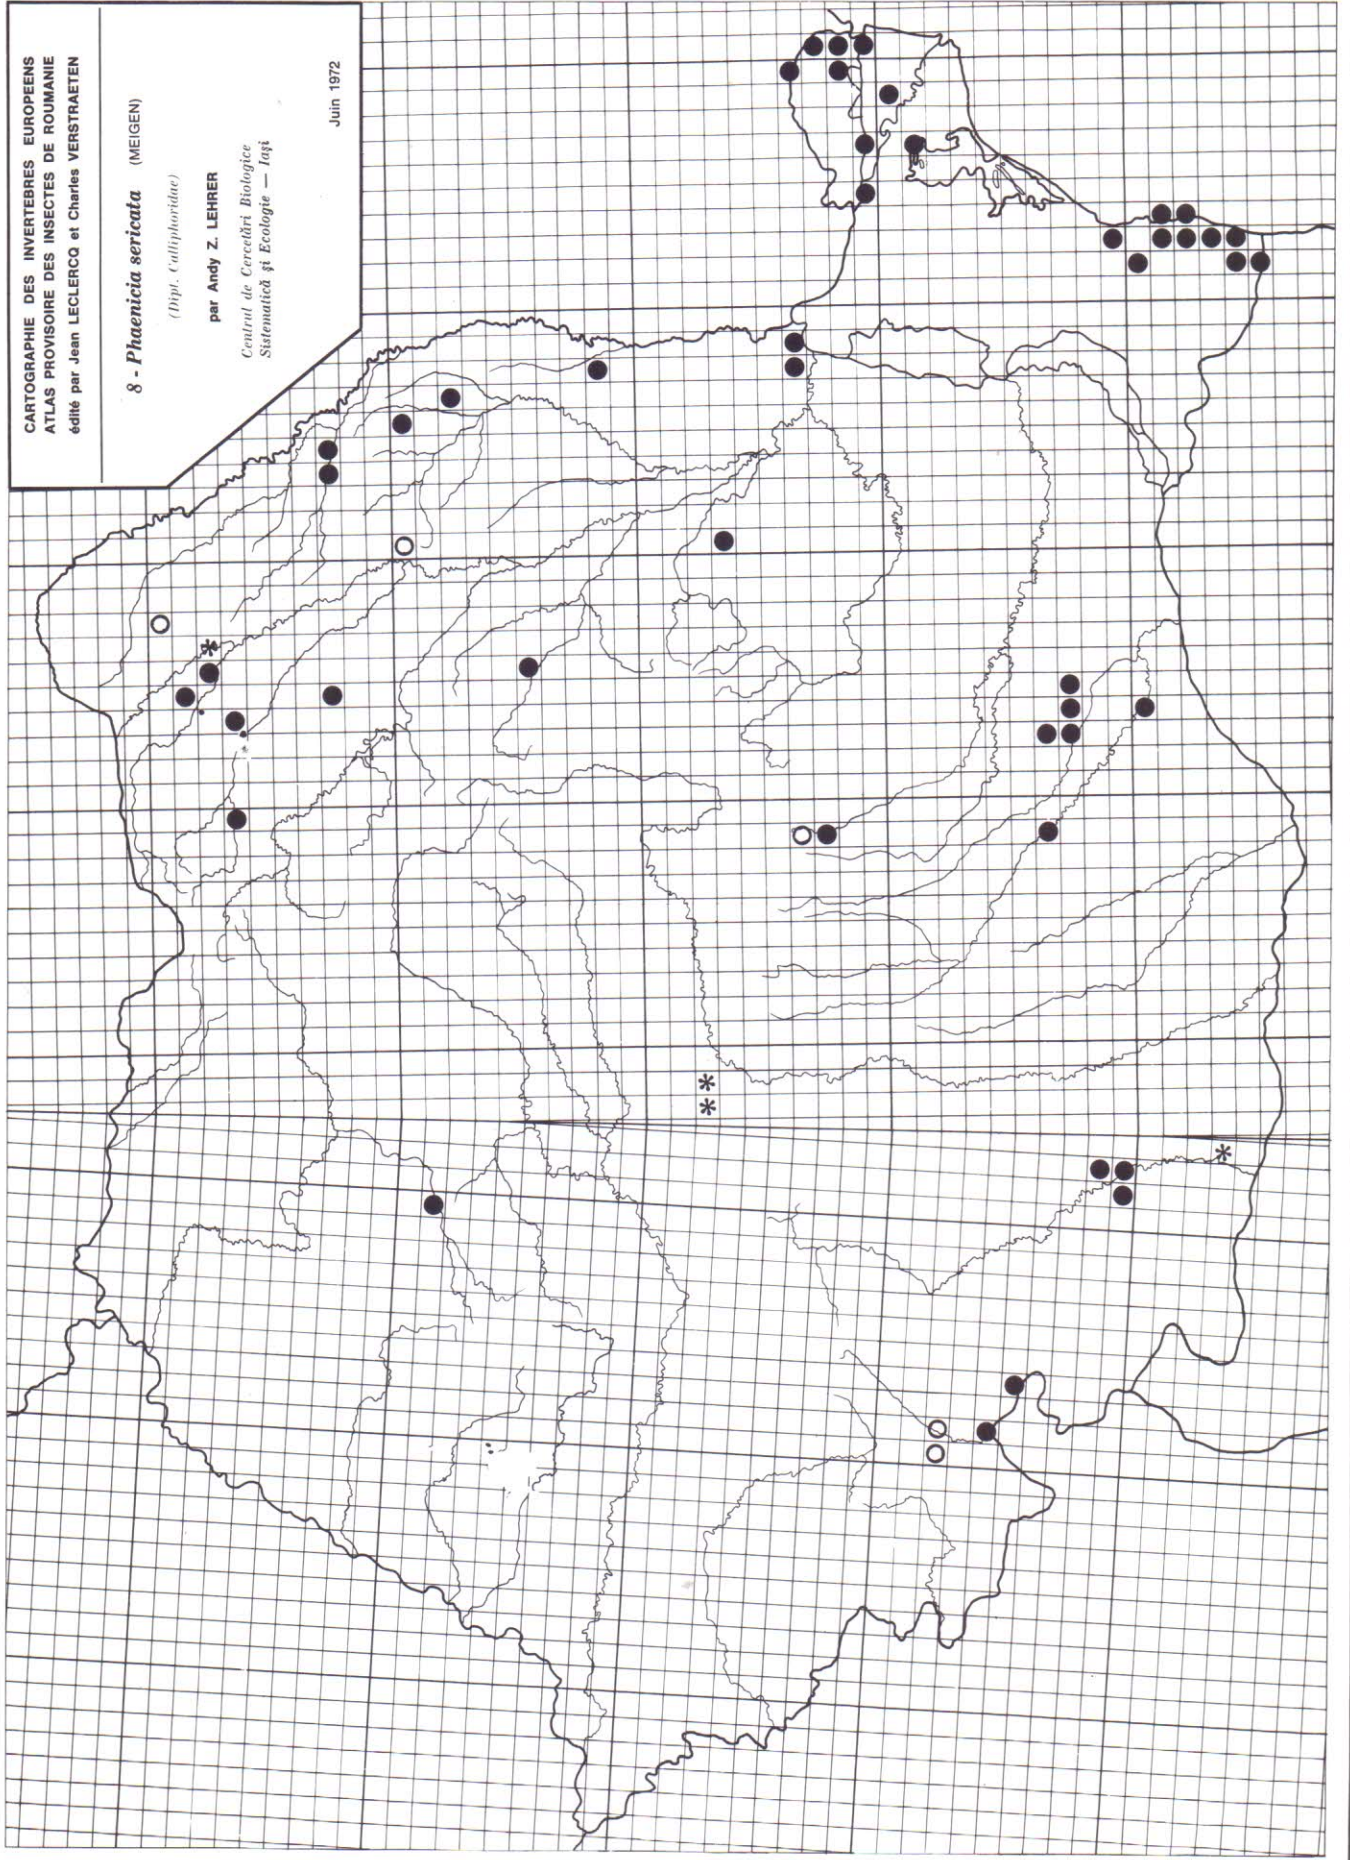 CARTOGRAPHIE DES INVERTEBRES EUROPEENS
ATLAS PROVISOIRE DES INSECTES DE ROUMANIE
édité par Jean LECLERCQ et Charles VERSTRAETEN
8 - Phaenicia sericata (MEIGEN)
(Dipt. Calliphoridae)
par Andy Z. LEHRER
Centrul de Cercetări Biologice
Sistematică şi Ecologie — Iaşi
Juin 1972